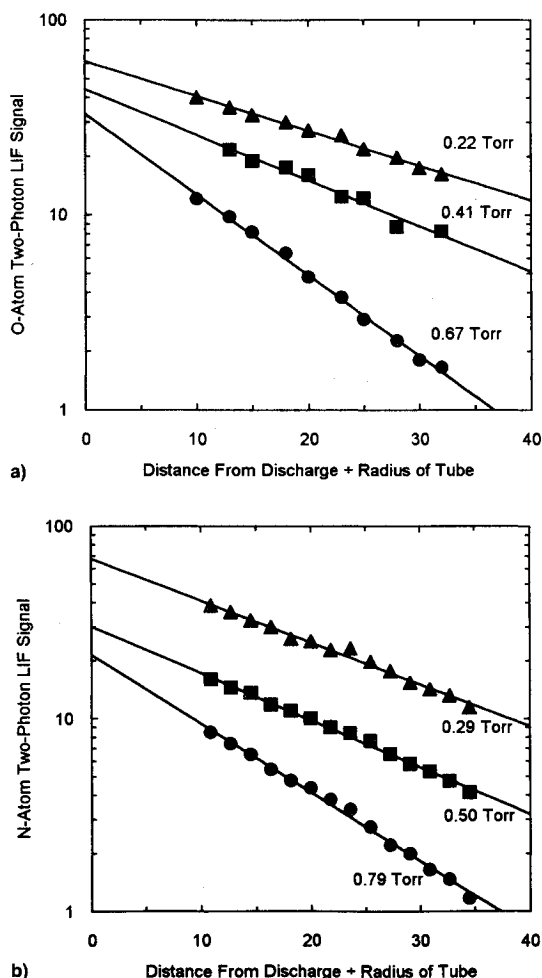 100
O-Atom Two-Photon LIF Signal
10
1
0.22 Torr
0.41 Torr
0.67 Torr
0 10 20 30 40
a) Distance From Discharge ÷ Radius of Tube
100
N-Atom Two-Photon LIF Signal
10
1
0.29 Torr
0.50 Torr
0.79 Torr
0 10 20 30 40
b) Distance From Discharge ÷ Radius of Tube